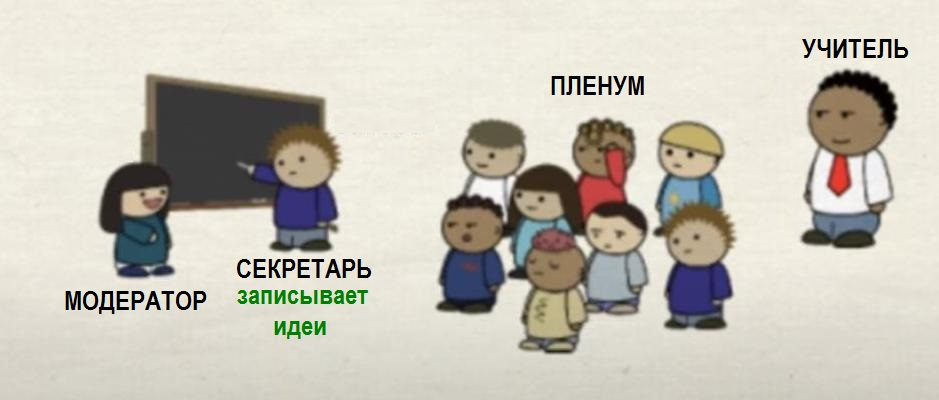 УЧИТЕЛЬ
ПЛЕНУМ
СЕКРЕТАРЬ
записывает
идеи
МОДЕРАТОР